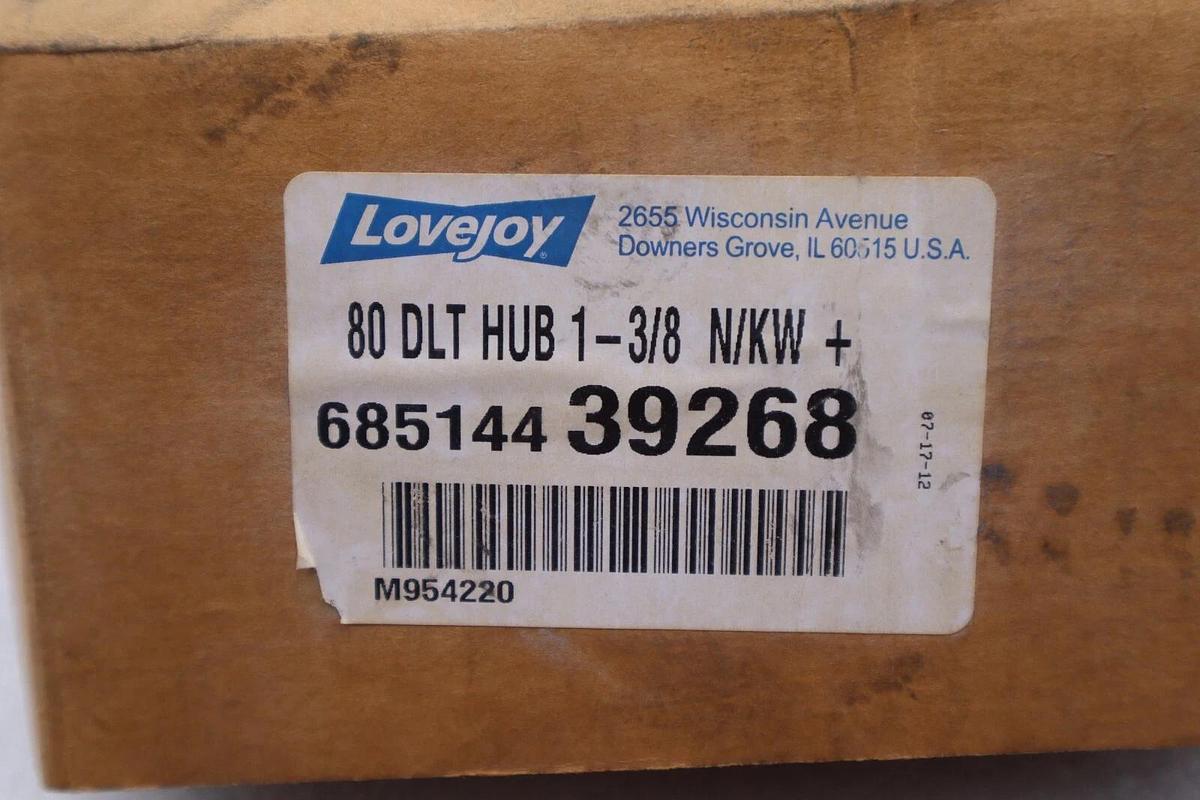 Lovejoy
2655 Wisconsin Avenue
Downers Grove, IL 60515 U.S.A.
80 DLT HUB 1-3/8 N/KW +
685144 39268
07-17-12
M954220